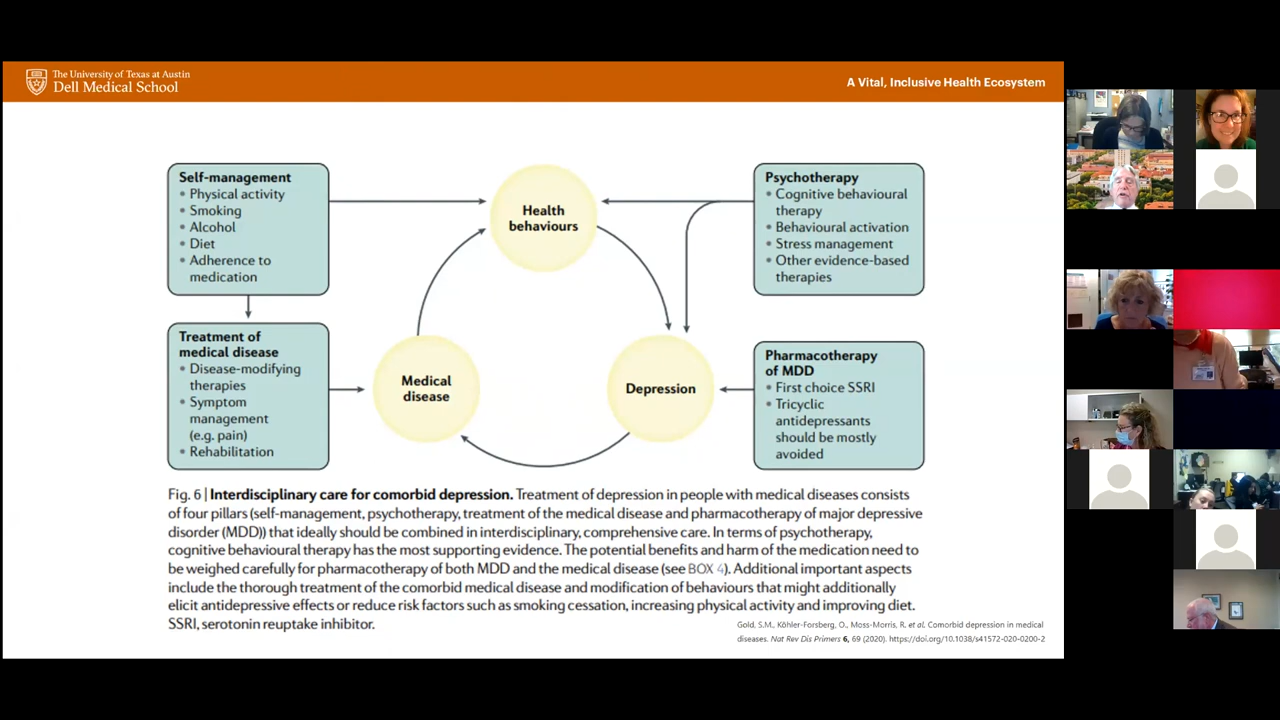 The University of Texas at Austin
Dell Medical School
A Vital, Inclusive Health Ecosystem
Self-management
• Physical activity
• Smoking
• Alcohol
• Diet
• Adherence to
medication
Health
behaviours
Psychotherapy
• Cognitive behavioural
therapy
• Behavioural activation
• Stress management
• Other evidence-based
therapies
Treatment of
medical disease
• Disease-modifying
therapies
• Symptom
management
(e.g. pain)
• Rehabilitation
Medical
disease
Depression
Pharmacotherapy
of MDD
• First choice SSRI
• Tricyclic
antidepressants
should be mostly
avoided
Fig. 6 | Interdisciplinary care for comorbid depression. Treatment of depression in people with medical diseases consists
of four pillars (self-management, psychotherapy, treatment of the medical disease and pharmacotherapy of major depressive
disorder (MDD)) that ideally should be combined in interdisciplinary, comprehensive care. In terms of psychotherapy,
cognitive behavioural therapy has the most supporting evidence. The potential benefits and harm of the medication need to
be weighed carefully for pharmacotherapy of both MDD and the medical disease (see BOX 4). Additional important aspects
include the thorough treatment of the comorbid medical disease and modification of behaviours that might additionally
elicit antidepressive effects or reduce risk factors such as smoking cessation, increasing physical activity and improving diet.
SSRI, serotonin reuptake inhibitor.
Gold, S.M., Köhler-Forsberg, O., Moss-Morris, R. et al. Comorbid depression in medical
diseases. Nat Rev Dis Primers 6, 69 (2020). https://doi.org/10.1038/s41572-020-0200-2